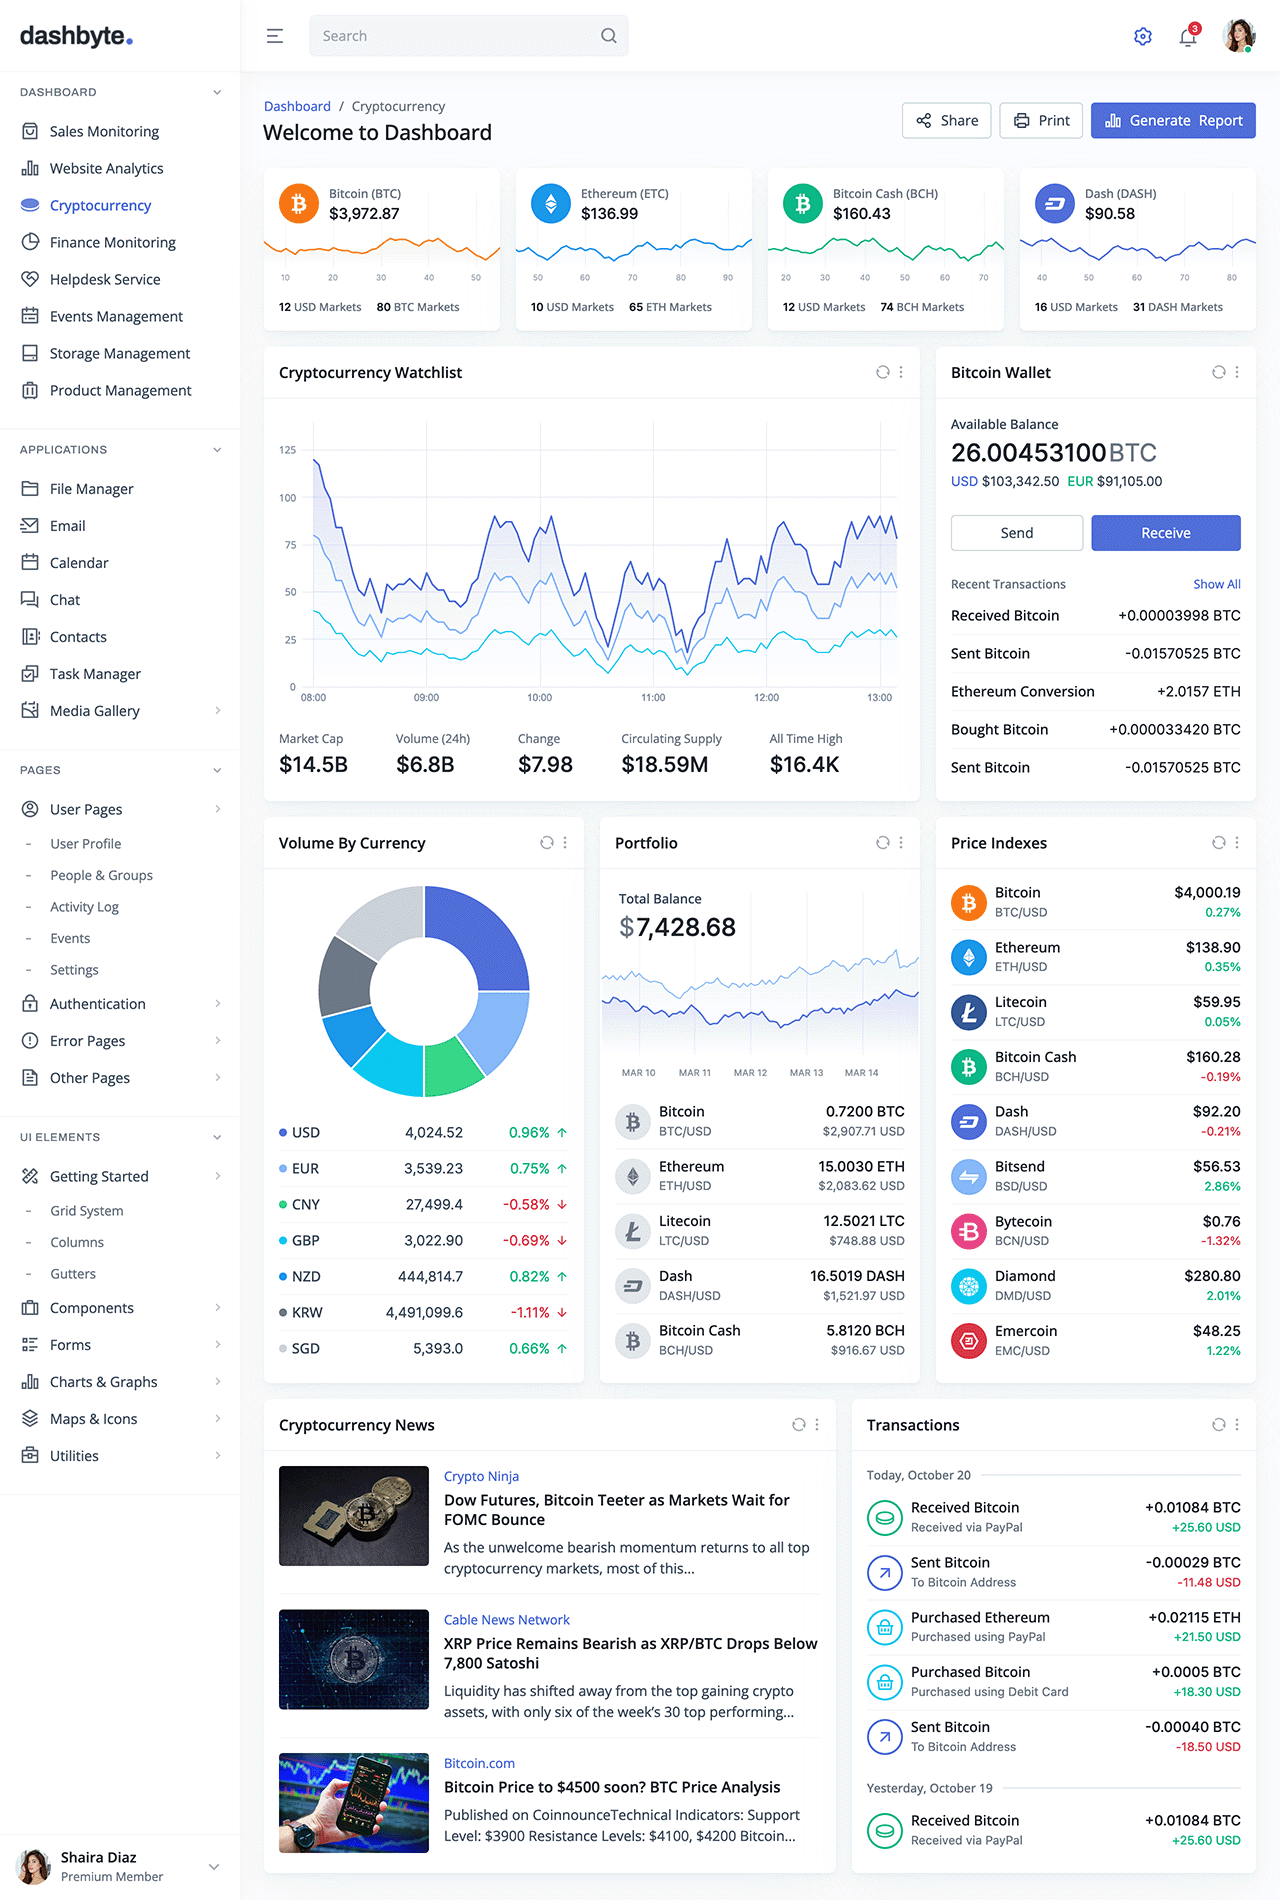 dashbyte.
Search
3
DASHBOARD
Sales Monitoring
Website Analytics
Cryptocurrency
Finance Monitoring
Helpdesk Service
Events Management
Storage Management
Product Management
APPLICATIONS
File Manager
Email
Calendar
Chat
Contacts
Task Manager
Media Gallery
PAGES
User Pages
- User Profile
- People & Groups
- Activity Log
- Events
- Settings
Authentication
Error Pages
Other Pages
UI ELEMENTS
Getting Started
- Grid System
- Columns
- Gutters
Components
Forms
Charts & Graphs
Maps & Icons
Utilities
Shaira Diaz
Premium Member
Dashboard / Cryptocurrency
Welcome to Dashboard
Share
Print
Generate Report
Bitcoin (BTC)
$3,972.87
10 20 30 40 50
12 USD Markets 80 BTC Markets
Ethereum (ETC)
$136.99
50 60 70 80 90
10 USD Markets 65 ETH Markets
Bitcoin Cash (BCH)
$160.43
20 30 40 50 60 70
12 USD Markets 74 BCH Markets
Dash (DASH)
$90.58
40 50 60 70 80
16 USD Markets 31 DASH Markets
Cryptocurrency Watchlist
125
100
75
50
25
0
08:00 09:00 10:00 11:00 12:00 13:00
Market Cap
$14.5B
Volume (24h)
$6.8B
Change
$7.98
Circulating Supply
$18.59M
All Time High
$16.4K
Bitcoin Wallet
Available Balance
26.00453100BTC
USD $103,342.50 EUR $91,105.00
Send
Receive
Recent Transactions Show All
Received Bitcoin +0.00003998 BTC
Sent Bitcoin -0.01570525 BTC
Ethereum Conversion +2.0157 ETH
Bought Bitcoin +0.000033420 BTC
Sent Bitcoin -0.01570525 BTC
Volume By Currency
USD 4,024.52 0.96%
EUR 3,539.23 0.75%
CNY 27,499.4 -0.58%
GBP 3,022.90 -0.69%
NZD 444,814.7 0.82%
KRW 4,491,099.6 -1.11%
SGD 5,393.0 0.66%
Portfolio
Total Balance
$7,428.68
MAR 10 MAR 11 MAR 12 MAR 13 MAR 14
Bitcoin 0.7200 BTC
BTC/USD $2,907.71 USD
Ethereum 15.0030 ETH
ETH/USD $2,083.62 USD
Litecoin 12.5021 LTC
LTC/USD $748.88 USD
Dash 16.5019 DASH
DASH/USD $1,521.97 USD
Bitcoin Cash 5.8120 BCH
BCH/USD $916.67 USD
Price Indexes
Bitcoin $4,000.19
BTC/USD 0.27%
Ethereum $138.90
ETH/USD 0.35%
Litecoin $59.95
LTC/USD 0.05%
Bitcoin Cash $160.28
BCH/USD -0.19%
Dash $92.20
DASH/USD -0.21%
Bitsend $56.53
BSD/USD 2.86%
Bytecoin $0.76
BCN/USD -1.32%
Diamond $280.80
DMD/USD 2.01%
Emercoin $48.25
EMC/USD 1.22%
Cryptocurrency News
Crypto Ninja
Dow Futures, Bitcoin Teeter as Markets Wait for
FOMC Bounce
As the unwelcome bearish momentum returns to all top
cryptocurrency markets, most of this...
Cable News Network
XRP Price Remains Bearish as XRP/BTC Drops Below
7,800 Satoshi
Liquidity has shifted away from the top gaining crypto
assets, with only six of the week’s 30 top performing...
Bitcoin.com
Bitcoin Price to $4500 soon? BTC Price Analysis
Published on CoinnounceTechnical Indicators: Support
Level: $3900 Resistance Levels: $4100, $4200 Bitcoin...
Transactions
Today, October 20
Received Bitcoin +0.01084 BTC
Received via PayPal +25.60 USD
Sent Bitcoin -0.00029 BTC
To Bitcoin Address -11.48 USD
Purchased Ethereum +0.02115 ETH
Purchased using PayPal +21.50 USD
Purchased Bitcoin +0.0005 BTC
Purchased using Debit Card +18.30 USD
Sent Bitcoin -0.00040 BTC
To Bitcoin Address -18.50 USD
Yesterday, October 19
Received Bitcoin +0.01084 BTC
Received via PayPal +25.60 USD